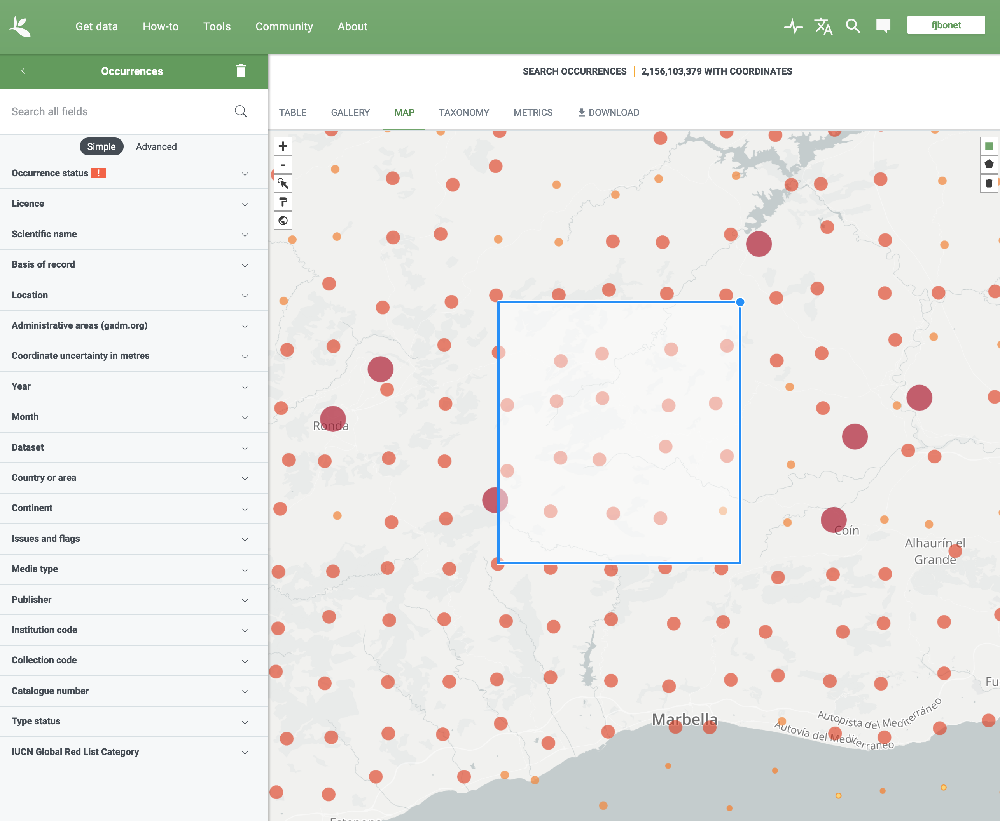 Get data How-to Tools Community About fjbonet
Occurrences
SEARCH OCCURRENCES 2,156,103,379 WITH COORDINATES
Search all fields
TABLE GALLERY MAP TAXONOMY METRICS DOWNLOAD
Simple Advanced
Occurrence status !
Licence
Scientific name
Basis of record
Location
Administrative areas (gadm.org)
Coordinate uncertainty in metres
Year
Month
Dataset
Country or area
Continent
Issues and flags
Media type
Publisher
Institution code
Collection code
Catalogue number
Type status
IUCN Global Red List Category
+
-
Ronda
Coín
Alhaurín el
Grande
Fu
Marbella
Autopista del Mediterráneo
Autovía del Mediterraneo